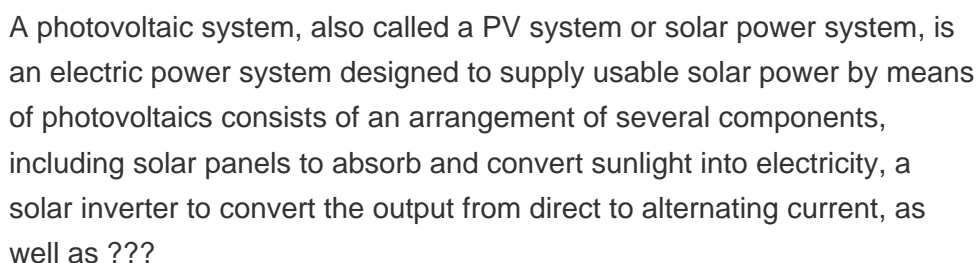 A photovoltaic system, also called a PV system or solar power system, is
an electric power system designed to supply usable solar power by means
of photovoltaics consists of an arrangement of several components,
including solar panels to absorb and convert sunlight into electricity, a
solar inverter to convert the output from direct to alternating current, as
well as ???